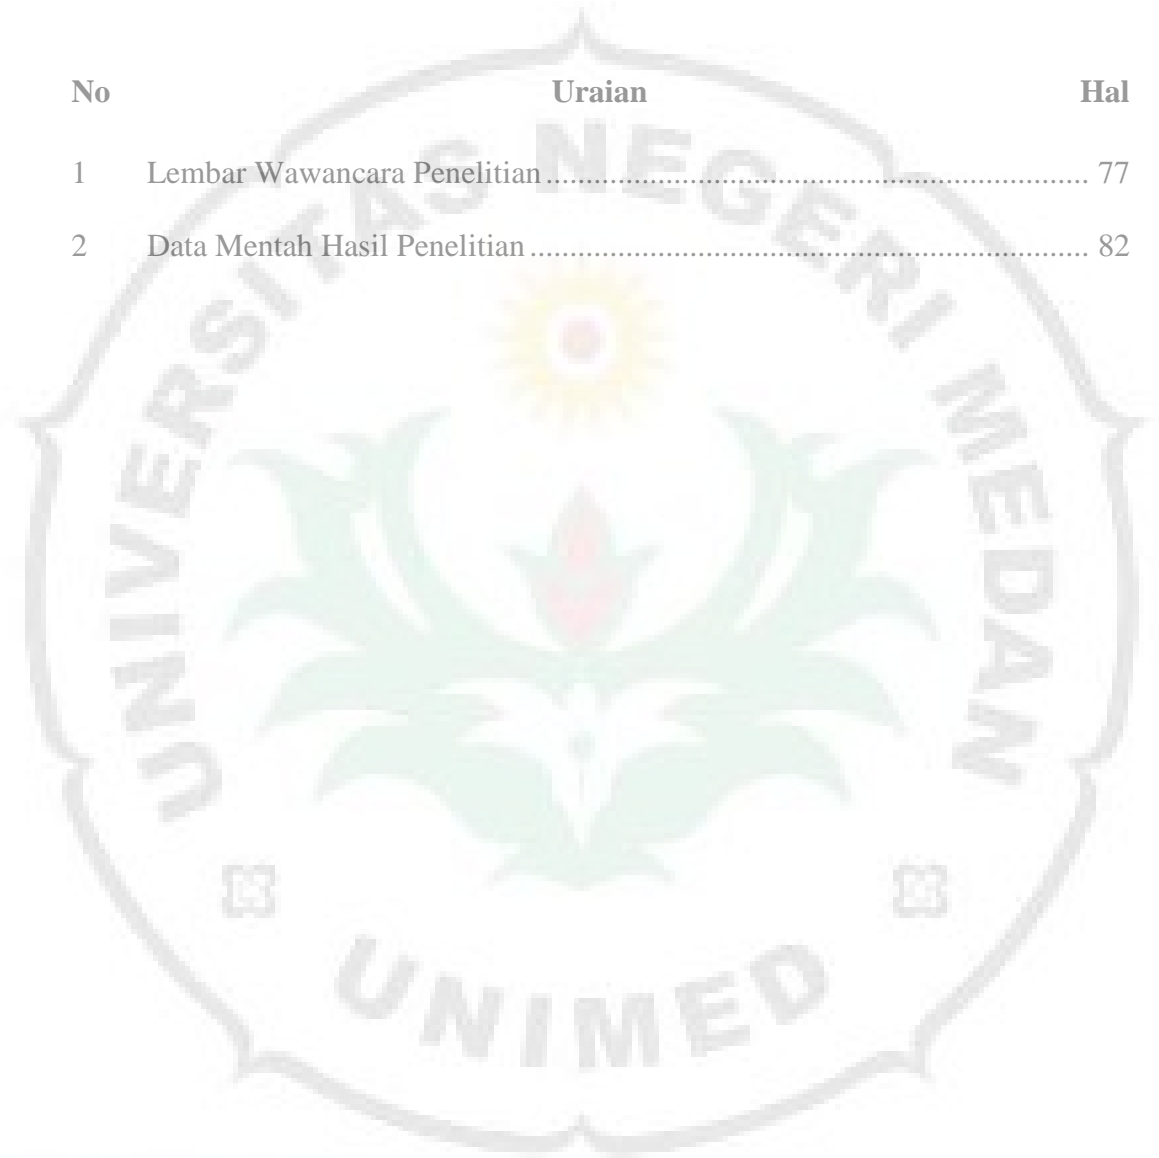 No Uraian Hal
1 Lembar Wawancara Penelitian ................................................................... 77
2 Data Mentah Hasil Penelitian ..................................................................... 82
UNIVERSITAS NEGERI MEDAN
UNIMED